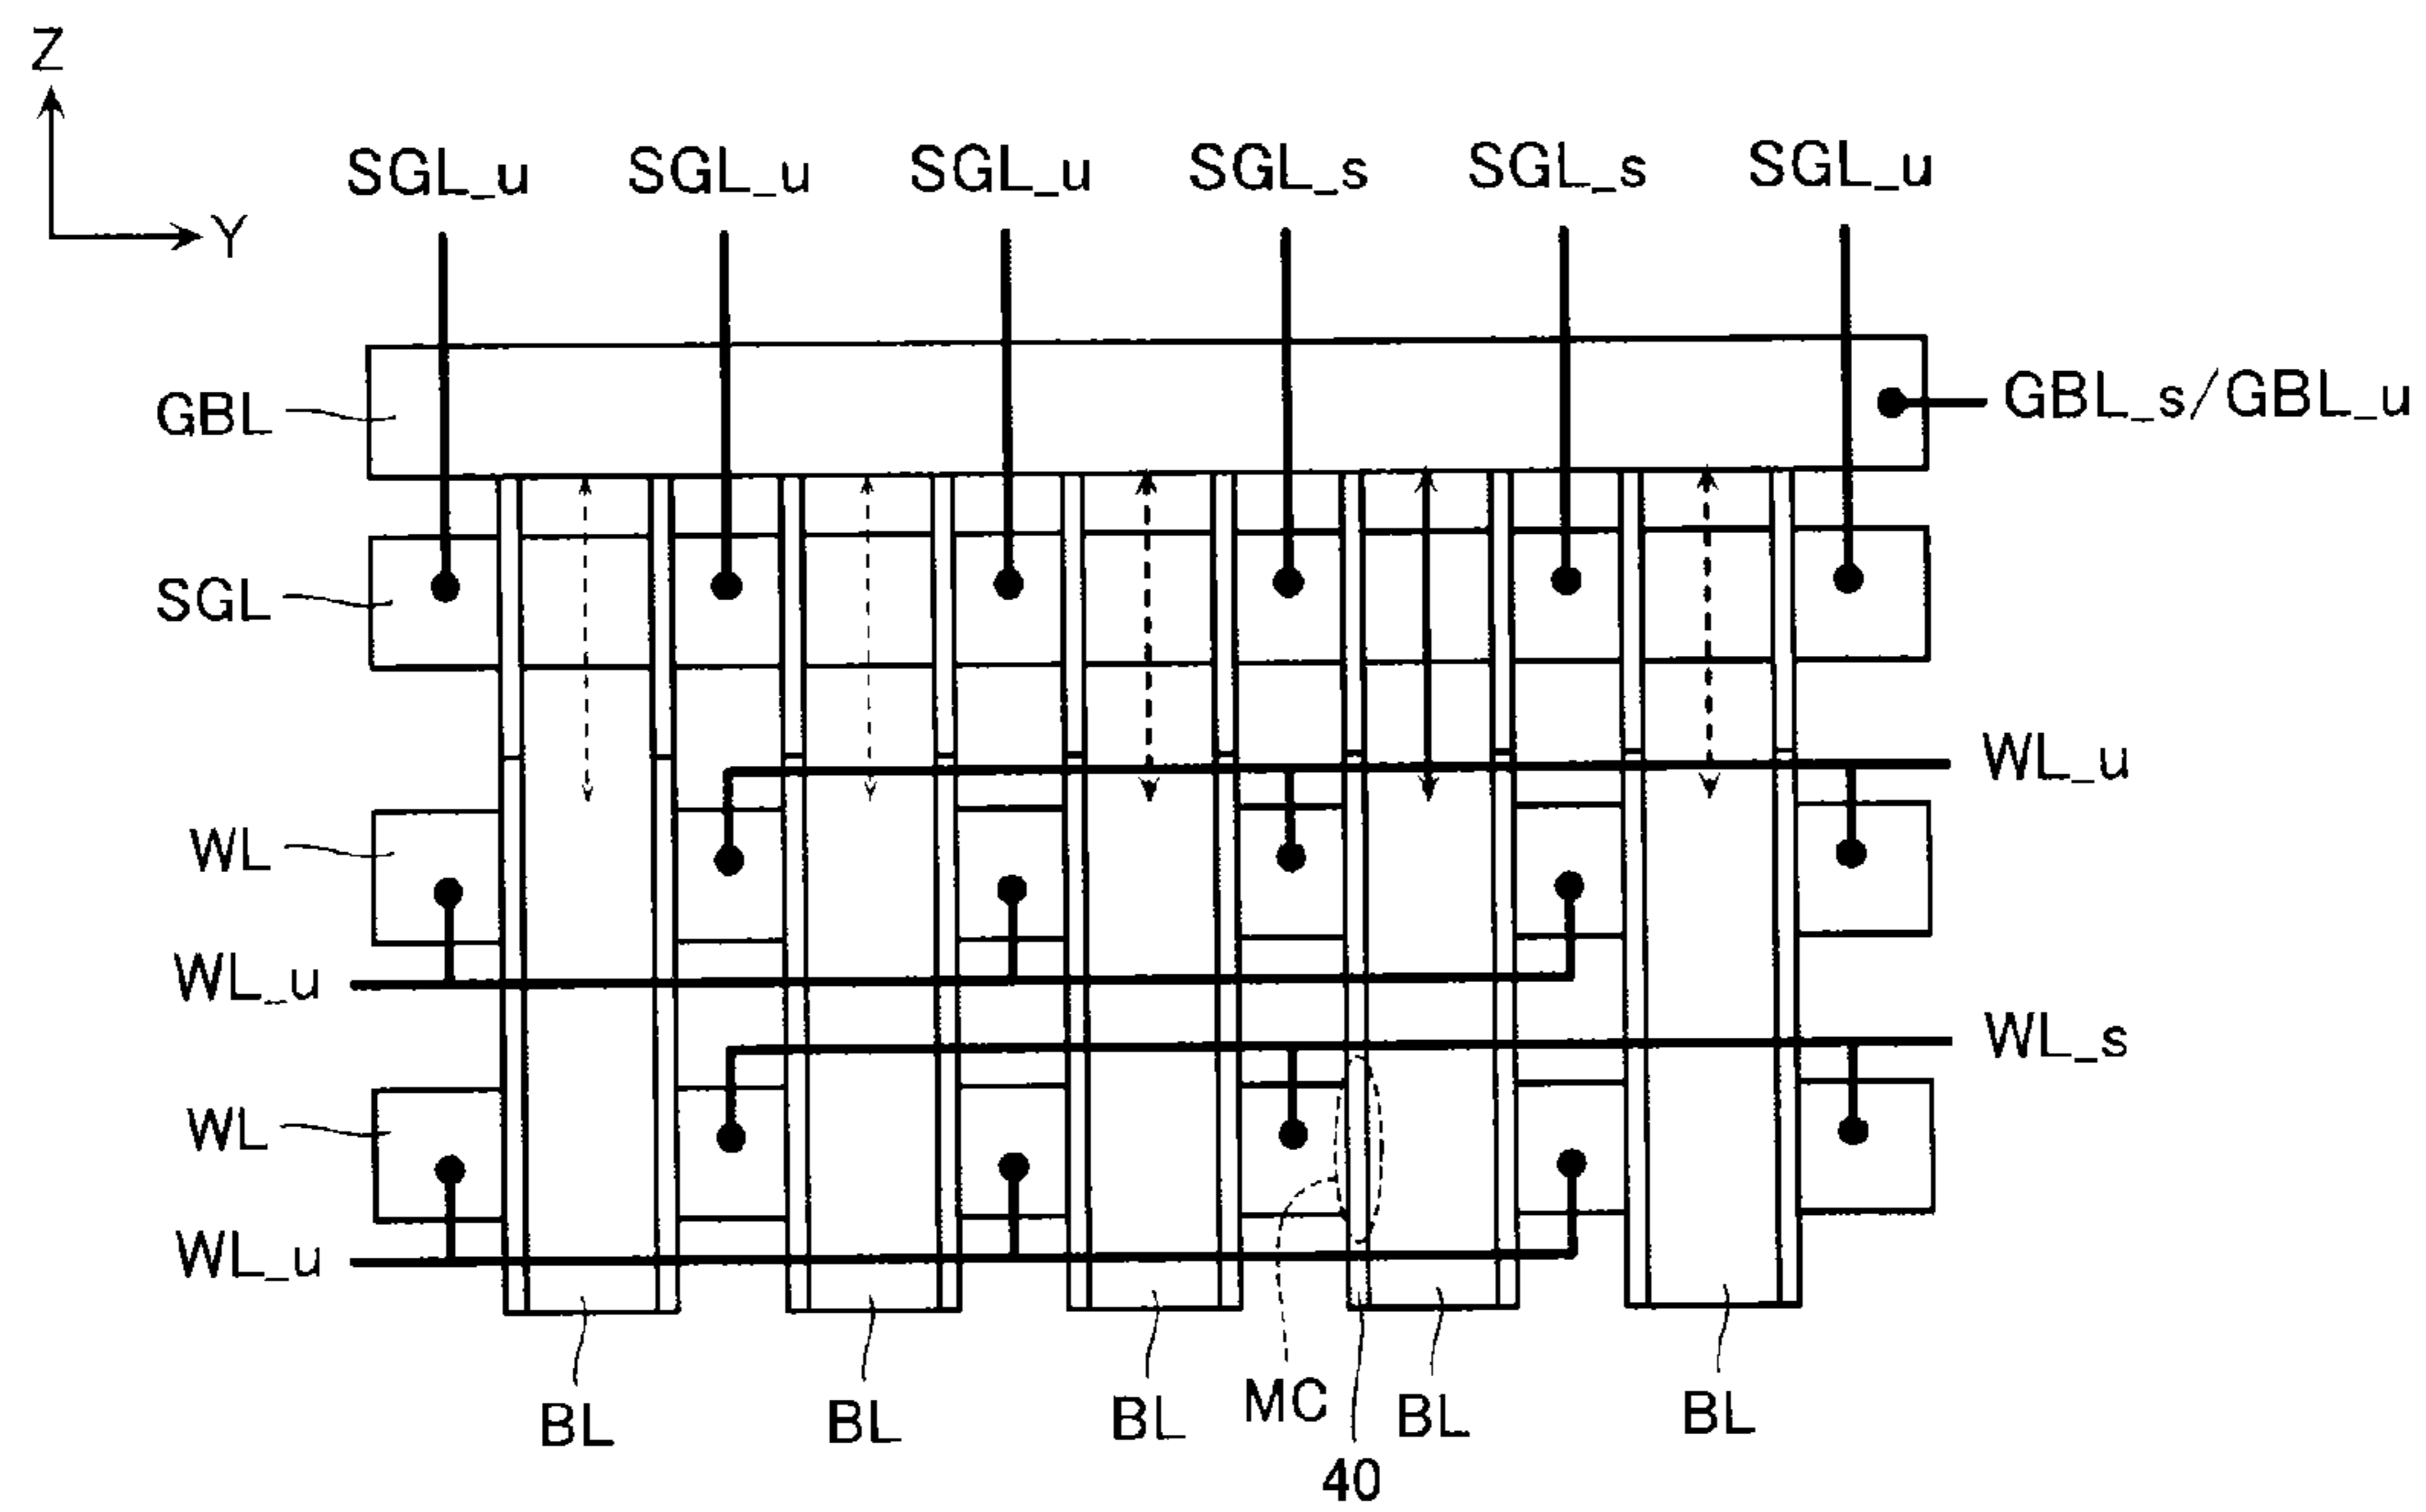 Z
Y
SGL_u SGL_u SGL_u SGL_s SGL_s SGL_u
GBL GBL_s/GBL_u
SGL
WL_u
WL
WL_u
WL_s
WL
WL_u
BL BL BL MC BL BL
40